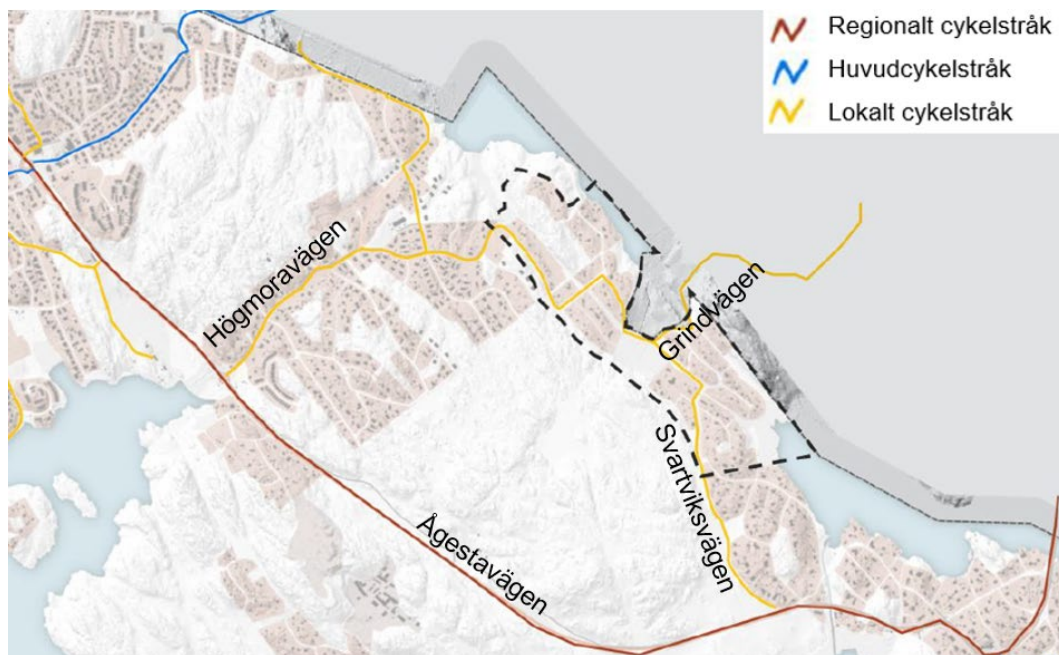 Regionalt cykelstråk
Huvudcykelstråk
Lokalt cykelstråk
Högmoravägen
Grindvägen
Svartviksvägen
Ågestavägen